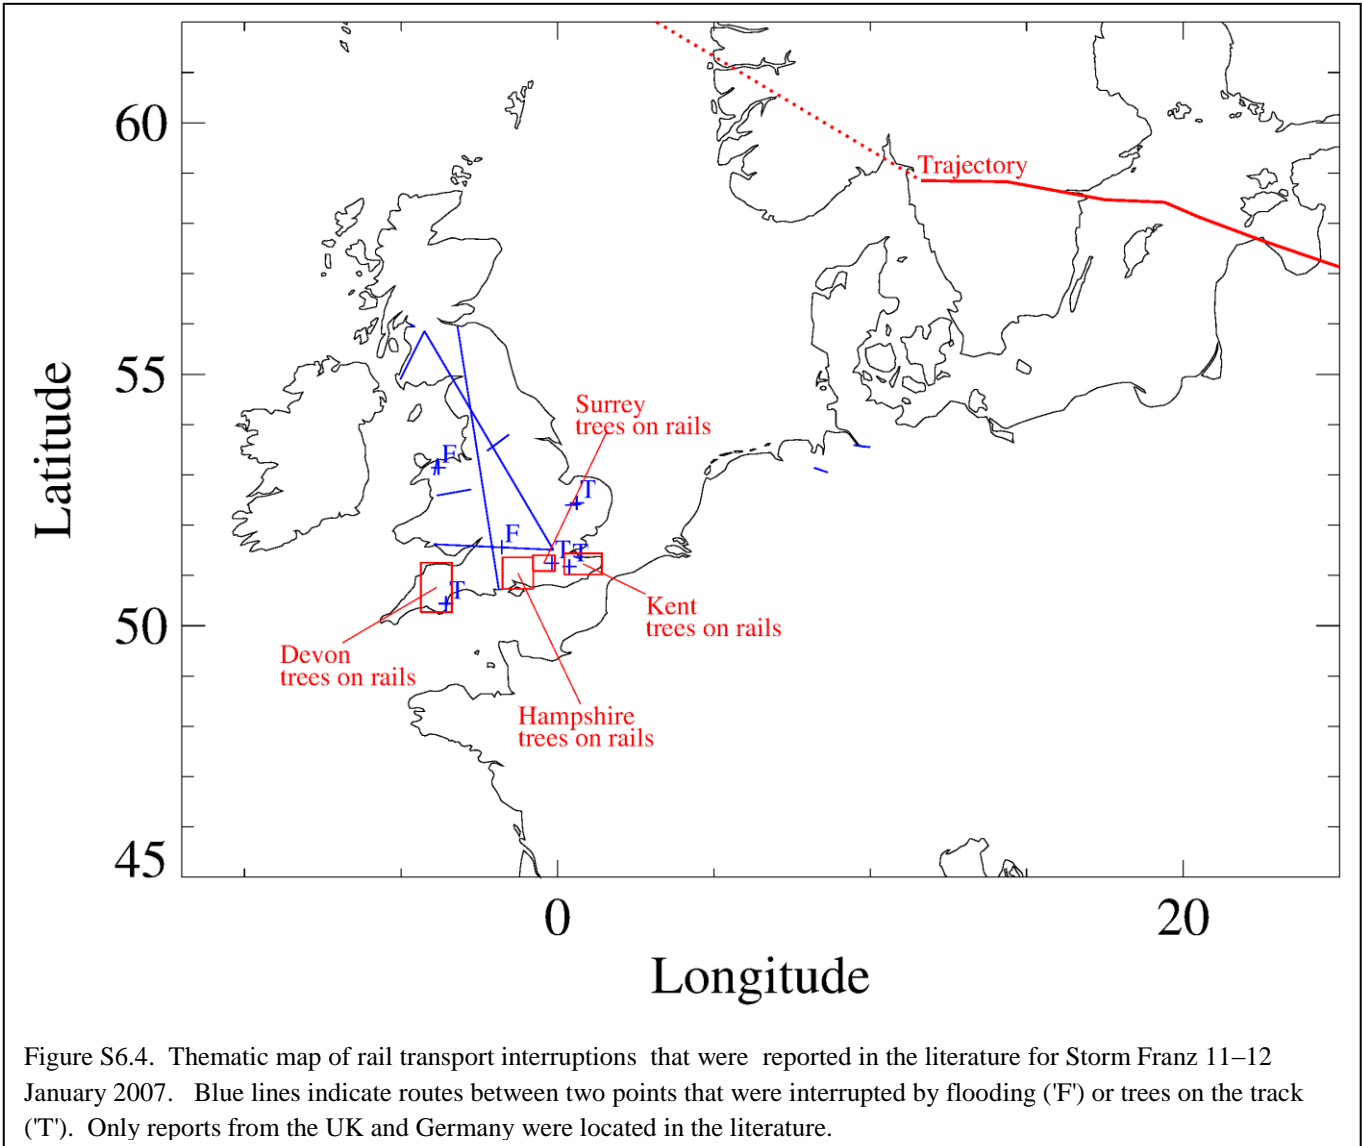 60
Trajectory
55
Latitude
Surrey
trees on rails
F
T
F
T
T
T
50
Kent
trees on rails
Devon
trees on rails
Hampshire
trees on rails
45
0
20
Longitude
Figure S6.4. Thematic map of rail transport interruptions that were reported in the literature for Storm Franz 11–12
January 2007. Blue lines indicate routes between two points that were interrupted by flooding ('F') or trees on the track
('T'). Only reports from the UK and Germany were located in the literature.